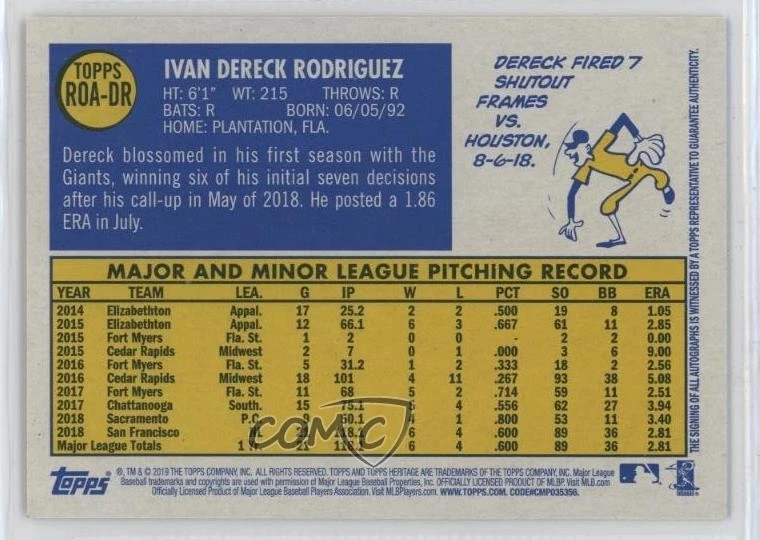 TOPPS
ROA-DR
IVAN DERECK RODRIGUEZ
HT: 6'1" WT: 215 THROWS: R
BATS: R BORN: 06/05/92
HOME: PLANTATION, FLA.
Dereck blossomed in his first season with the
Giants, winning six of his initial seven decisions
after his call-up in May of 2018. He posted a 1.86
ERA in July.
DERECK FIRED 7
SHUTOUT
FRAMES
VS.
HOUSTON,
8-6-18.
THE SIGNING OF ALL AUTOGRAPHS IS WITNESSED BY A TOPPS REPRESENTATIVE TO GUARANTEE AUTHENTICITY.
MAJOR AND MINOR LEAGUE PITCHING RECORD
YEAR TEAM LEA. G IP W L PCT SO BB ERA
2014 Elizabethton Appal. 17 25.2 2 2 .500 19 8 1.05
2015 Elizabethton Appal. 12 66.1 6 3 .667 61 11 2.85
2015 Fort Myers Fla. St. 1 2 0 0 - 2 2 0.00
2015 Cedar Rapids Midwest 2 7 0 1 .000 3 6 9.00
2016 Fort Myers Fla. St. 5 31.2 1 2 .333 18 2 2.56
2016 Cedar Rapids Midwest 18 101 4 11 .267 93 38 5.08
2017 Fort Myers Fla. St. 11 68 5 2 .714 59 11 2.51
2017 Chattanooga South. 15 75.1 5 4 .556 62 27 3.94
2018 Sacramento P.C. 50.1 4 1 .800 53 11 3.40
2018 San Francisco 21 118.1 6 4 .600 89 36 2.81
Major League Totals 1 21 118.1 6 4 .600 89 36 2.81
COMC
Topps
®, TM & © 2019 THE TOPPS COMPANY, INC. ALL RIGHTS RESERVED. TOPPS AND TOPPS HERITAGE ARE TRADEMARKS OF THE TOPPS COMPANY, INC. Major League
Baseball trademarks and copyrights are used with permission of Major League Baseball Properties, Inc. OFFICIALLY LICENSED PRODUCT OF MLBP. Visit MLB.com
Officially Licensed Product of Major League Baseball Players Association. Visit MLBPlayers.com. WWW.TOPPS.COM. CODE#CMP035356.